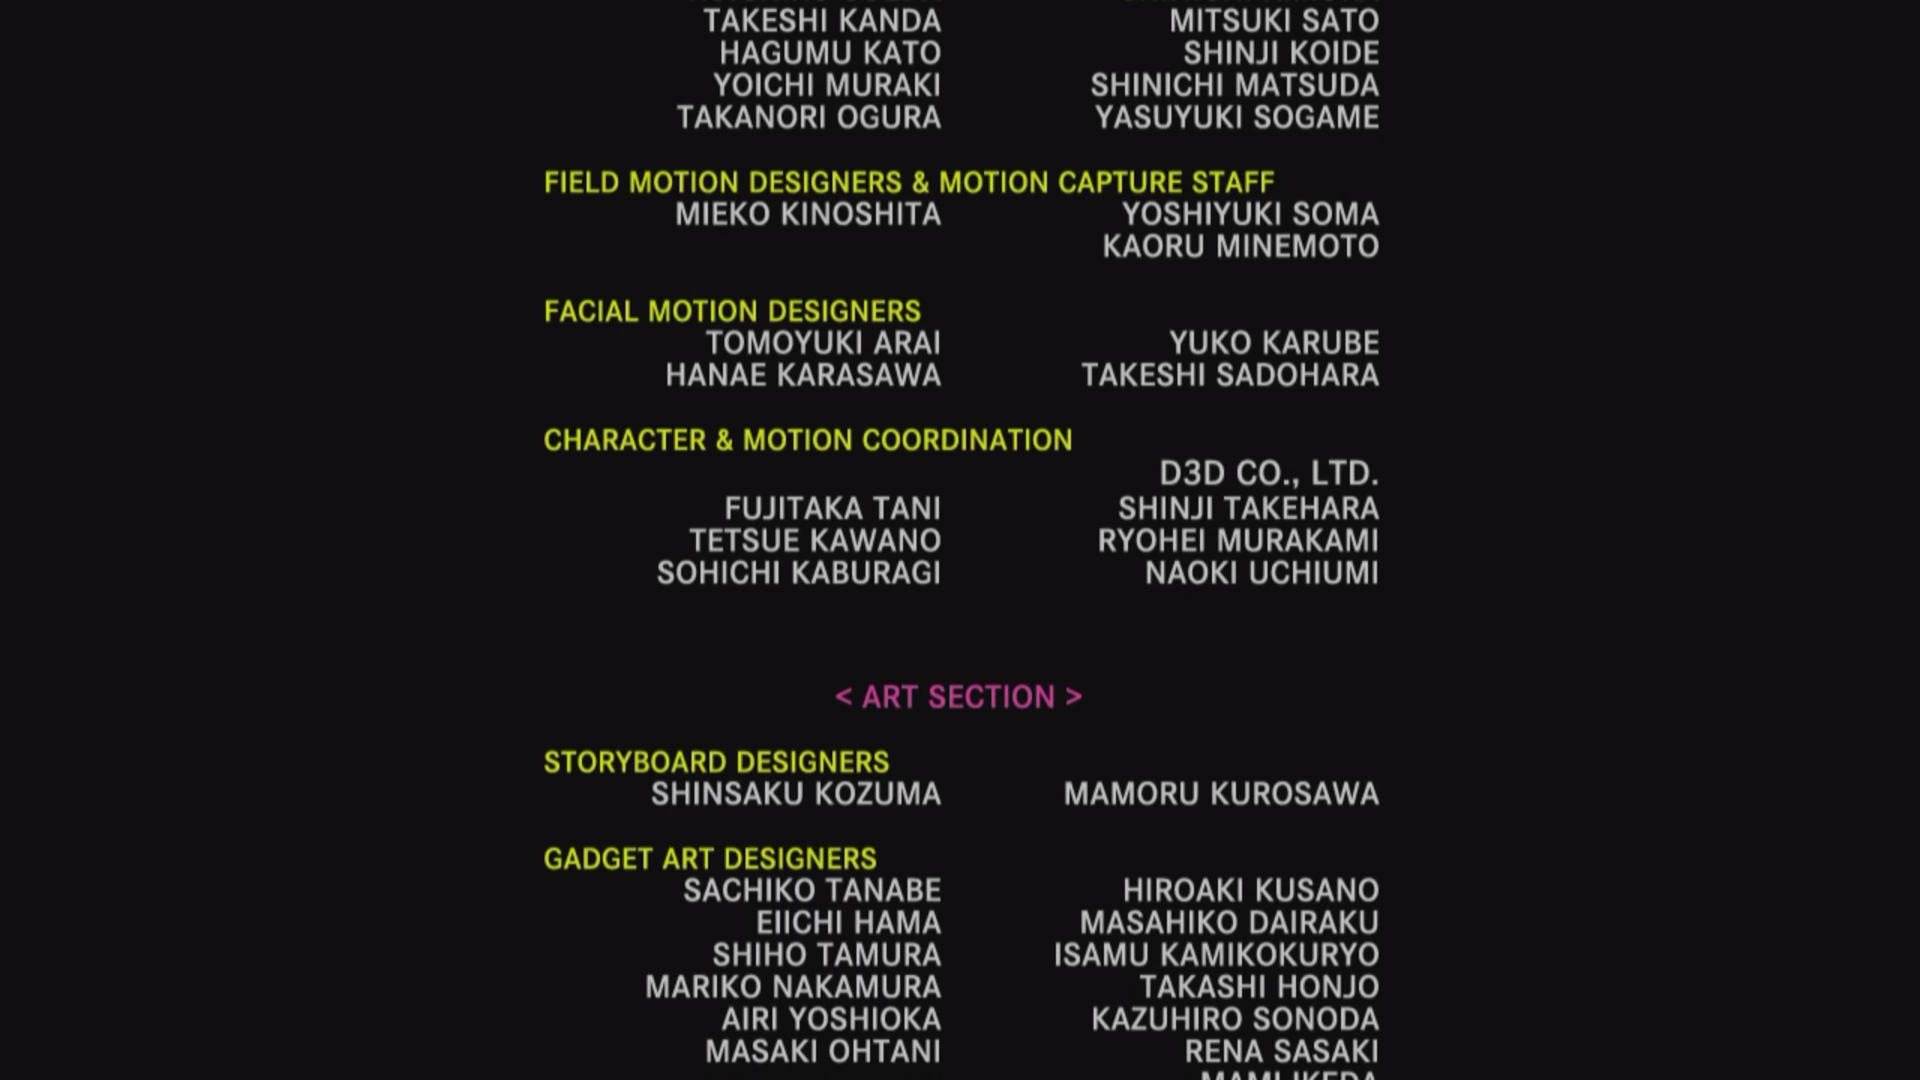 TAKESHI KANDA MITSUKI SATO
HAGUMU KATO SHINJI KOIDE
YOICHI MURAKI SHINICHI MATSUDA
TAKANORI OGURA YASUYUKI SOGAME
FIELD MOTION DESIGNERS & MOTION CAPTURE STAFF
MIEKO KINOSHITA YOSHIYUKI SOMA
KAORU MINEMOTO
FACIAL MOTION DESIGNERS
TOMOYUKI ARAI YUKO KARUBE
HANAE KARASAWA TAKESHI SADOHARA
CHARACTER & MOTION COORDINATION
D3D CO., LTD.
FUJITAKA TANI SHINJI TAKEHARA
TETSUE KAWANO RYOHEI MURAKAMI
SOHICHI KABURAGI NAOKI UCHIUMI
< ART SECTION >
STORYBOARD DESIGNERS
SHINSAKU KOZUMA MAMORU KUROSAWA
GADGET ART DESIGNERS
SACHIKO TANABE HIROAKI KUSANO
EIICHI HAMA MASAHIKO DAIRAKU
SHIHO TAMURA ISAMU KAMIKOKURYO
MARIKO NAKAMURA TAKASHI HONJO
AIRI YOSHIOKA KAZUHIRO SONODA
MASAKI OHTANI RENA SASAKI